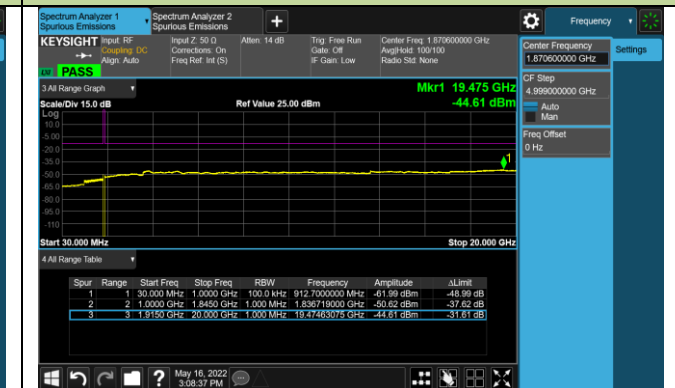 Spectrum Analyzer 1
Spurious Emissions
Spectrum Analyzer 2
Spurious Emissions
Frequency
KEYSIGHT
Input: RF
Coupling: DC
Align: Auto
Input Z: 50 Ω
Corrections: On
Freq Ref: Int (S)
Atten: 14 dB
Trig: Free Run
Gate: Off
IF Gain: Low
Center Freq: 1.870600000 GHz
Avg|Hold: 100/100
Radio Std: None
PASS
Center Frequency
1.870600000 GHz
Settings
CF Step
4.999000000 GHz
Auto
Man
Freq Offset
0 Hz
3 All Range Graph
Mkr1 19.475 GHz
-44.61 dBm
Scale/Div 15.0 dB
Ref Value 25.00 dBm
Log
10.0
-5.00
-20.0
-35.0
-50.0
-65.0
-80.0
-95.0
-110
1
Start 30.000 MHz
Stop 20.000 GHz
4 All Range Table
Spur Range Start Freq Stop Freq RBW Frequency Amplitude ΔLimit
1 1 30.000 MHz 1.0000 GHz 100.0 kHz 912.7000000 MHz -61.99 dBm -48.99 dB
2 2 1.0000 GHz 1.8450 GHz 1.000 MHz 1.836719000 GHz -50.62 dBm -37.62 dB
3 3 1.9150 GHz 20.000 GHz 1.000 MHz 19.47463075 GHz -44.61 dBm -31.61 dB
May 16, 2022
3:08:37 PM